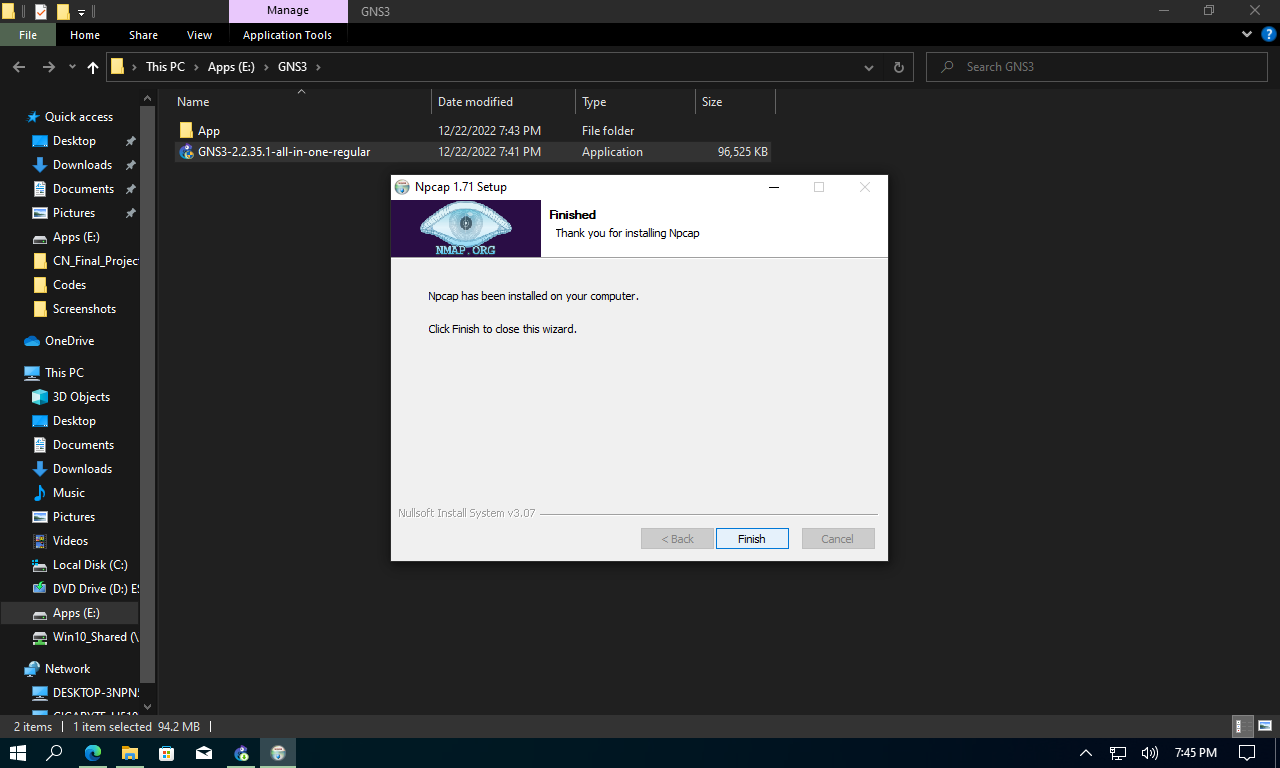 Manage
GNS3
File
Home
Share
View
Application Tools
This PC
Apps (E:)
GNS3
Search GNS3
Name
Date modified
Type
Size
App
12/22/2022 7:43 PM
File folder
GNS3-2.2.35.1-all-in-one-regular
12/22/2022 7:41 PM
Application
96,525 KB
Quick access
Desktop
Downloads
Documents
Pictures
Apps (E:)
CN_Final_Projec
Codes
Screenshots
OneDrive
This PC
3D Objects
Desktop
Documents
Downloads
Music
Pictures
Videos
Local Disk (C:)
DVD Drive (D:) ES
Apps (E:)
Win10_Shared (\
Network
DESKTOP-3NPN5
Npcap 1.71 Setup
NMAP.ORG
Finished
Thank you for installing Npcap
Npcap has been installed on your computer.
Click Finish to close this wizard.
Nullsoft Install System v3.07
< Back
Finish
Cancel
2 items
1 item selected 94.2 MB
7:45 PM